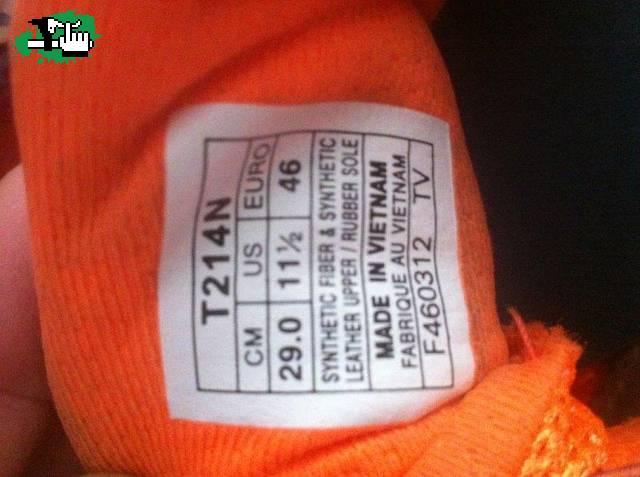 T214N
CM US EURO
29.0 11½ 46
SYNTHETIC FIBER & SYNTHETIC
LEATHER UPPER / RUBBER SOLE
MADE IN VIETNAM
FABRIQUE AU VIETNAM
F460312 TV